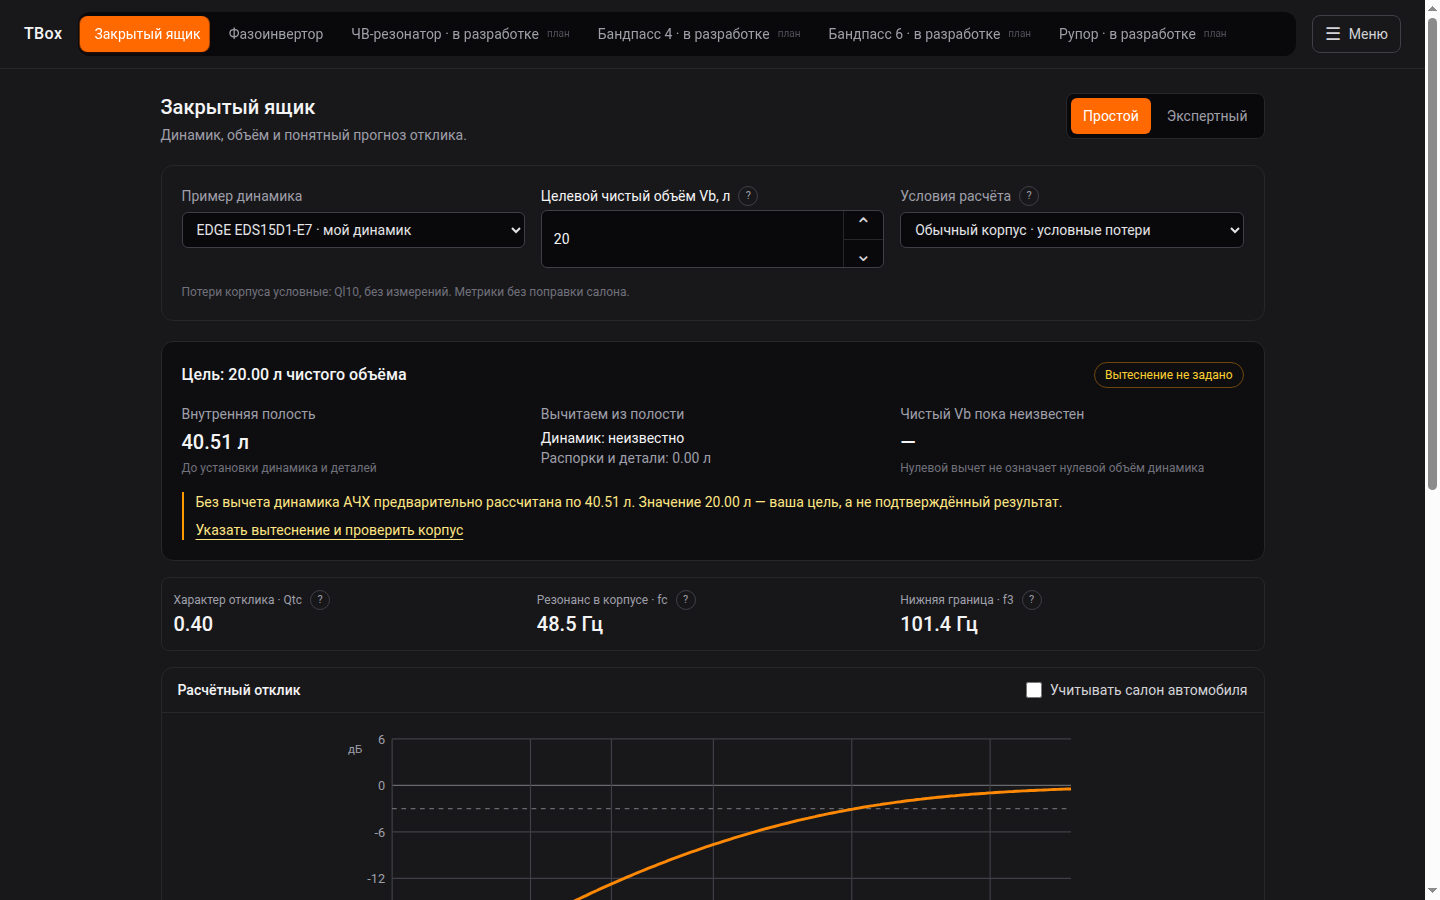 TBox
Закрытый ящик
Фазоинвертор
ЧВ-резонатор · в разработке план
Бандпасс 4 · в разработке план
Бандпасс 6 · в разработке план
Рупор · в разработке план
☰ Меню
Закрытый ящик
Динамик, объём и понятный прогноз отклика.
Простой
Экспертный
Пример динамика
Целевой чистый объём Vb, л ?
Условия расчёта ?
EDGE EDS15D1-E7 · мой динамик
20
Обычный корпус · условные потери
Потери корпуса условные: Ql10, без измерений. Метрики без поправки салона.
Цель: 20.00 л чистого объёма
Вытеснение не задано
Внутренняя полость
40.51 л
До установки динамика и деталей
Вычитаем из полости
Динамик: неизвестно
Распорки и детали: 0.00 л
Чистый Vb пока неизвестен
—
Нулевой вычет не означает нулевой объём динамика
Без вычета динамика АЧХ предварительно рассчитана по 40.51 л. Значение 20.00 л — ваша цель, а не подтверждённый результат.
Указать вытеснение и проверить корпус
Характер отклика · Qtc ?
0.40
Резонанс в корпусе · fc ?
48.5 Гц
Нижняя граница · f3 ?
101.4 Гц
Расчётный отклик
Учитывать салон автомобиля
дБ
6
0
-6
-12